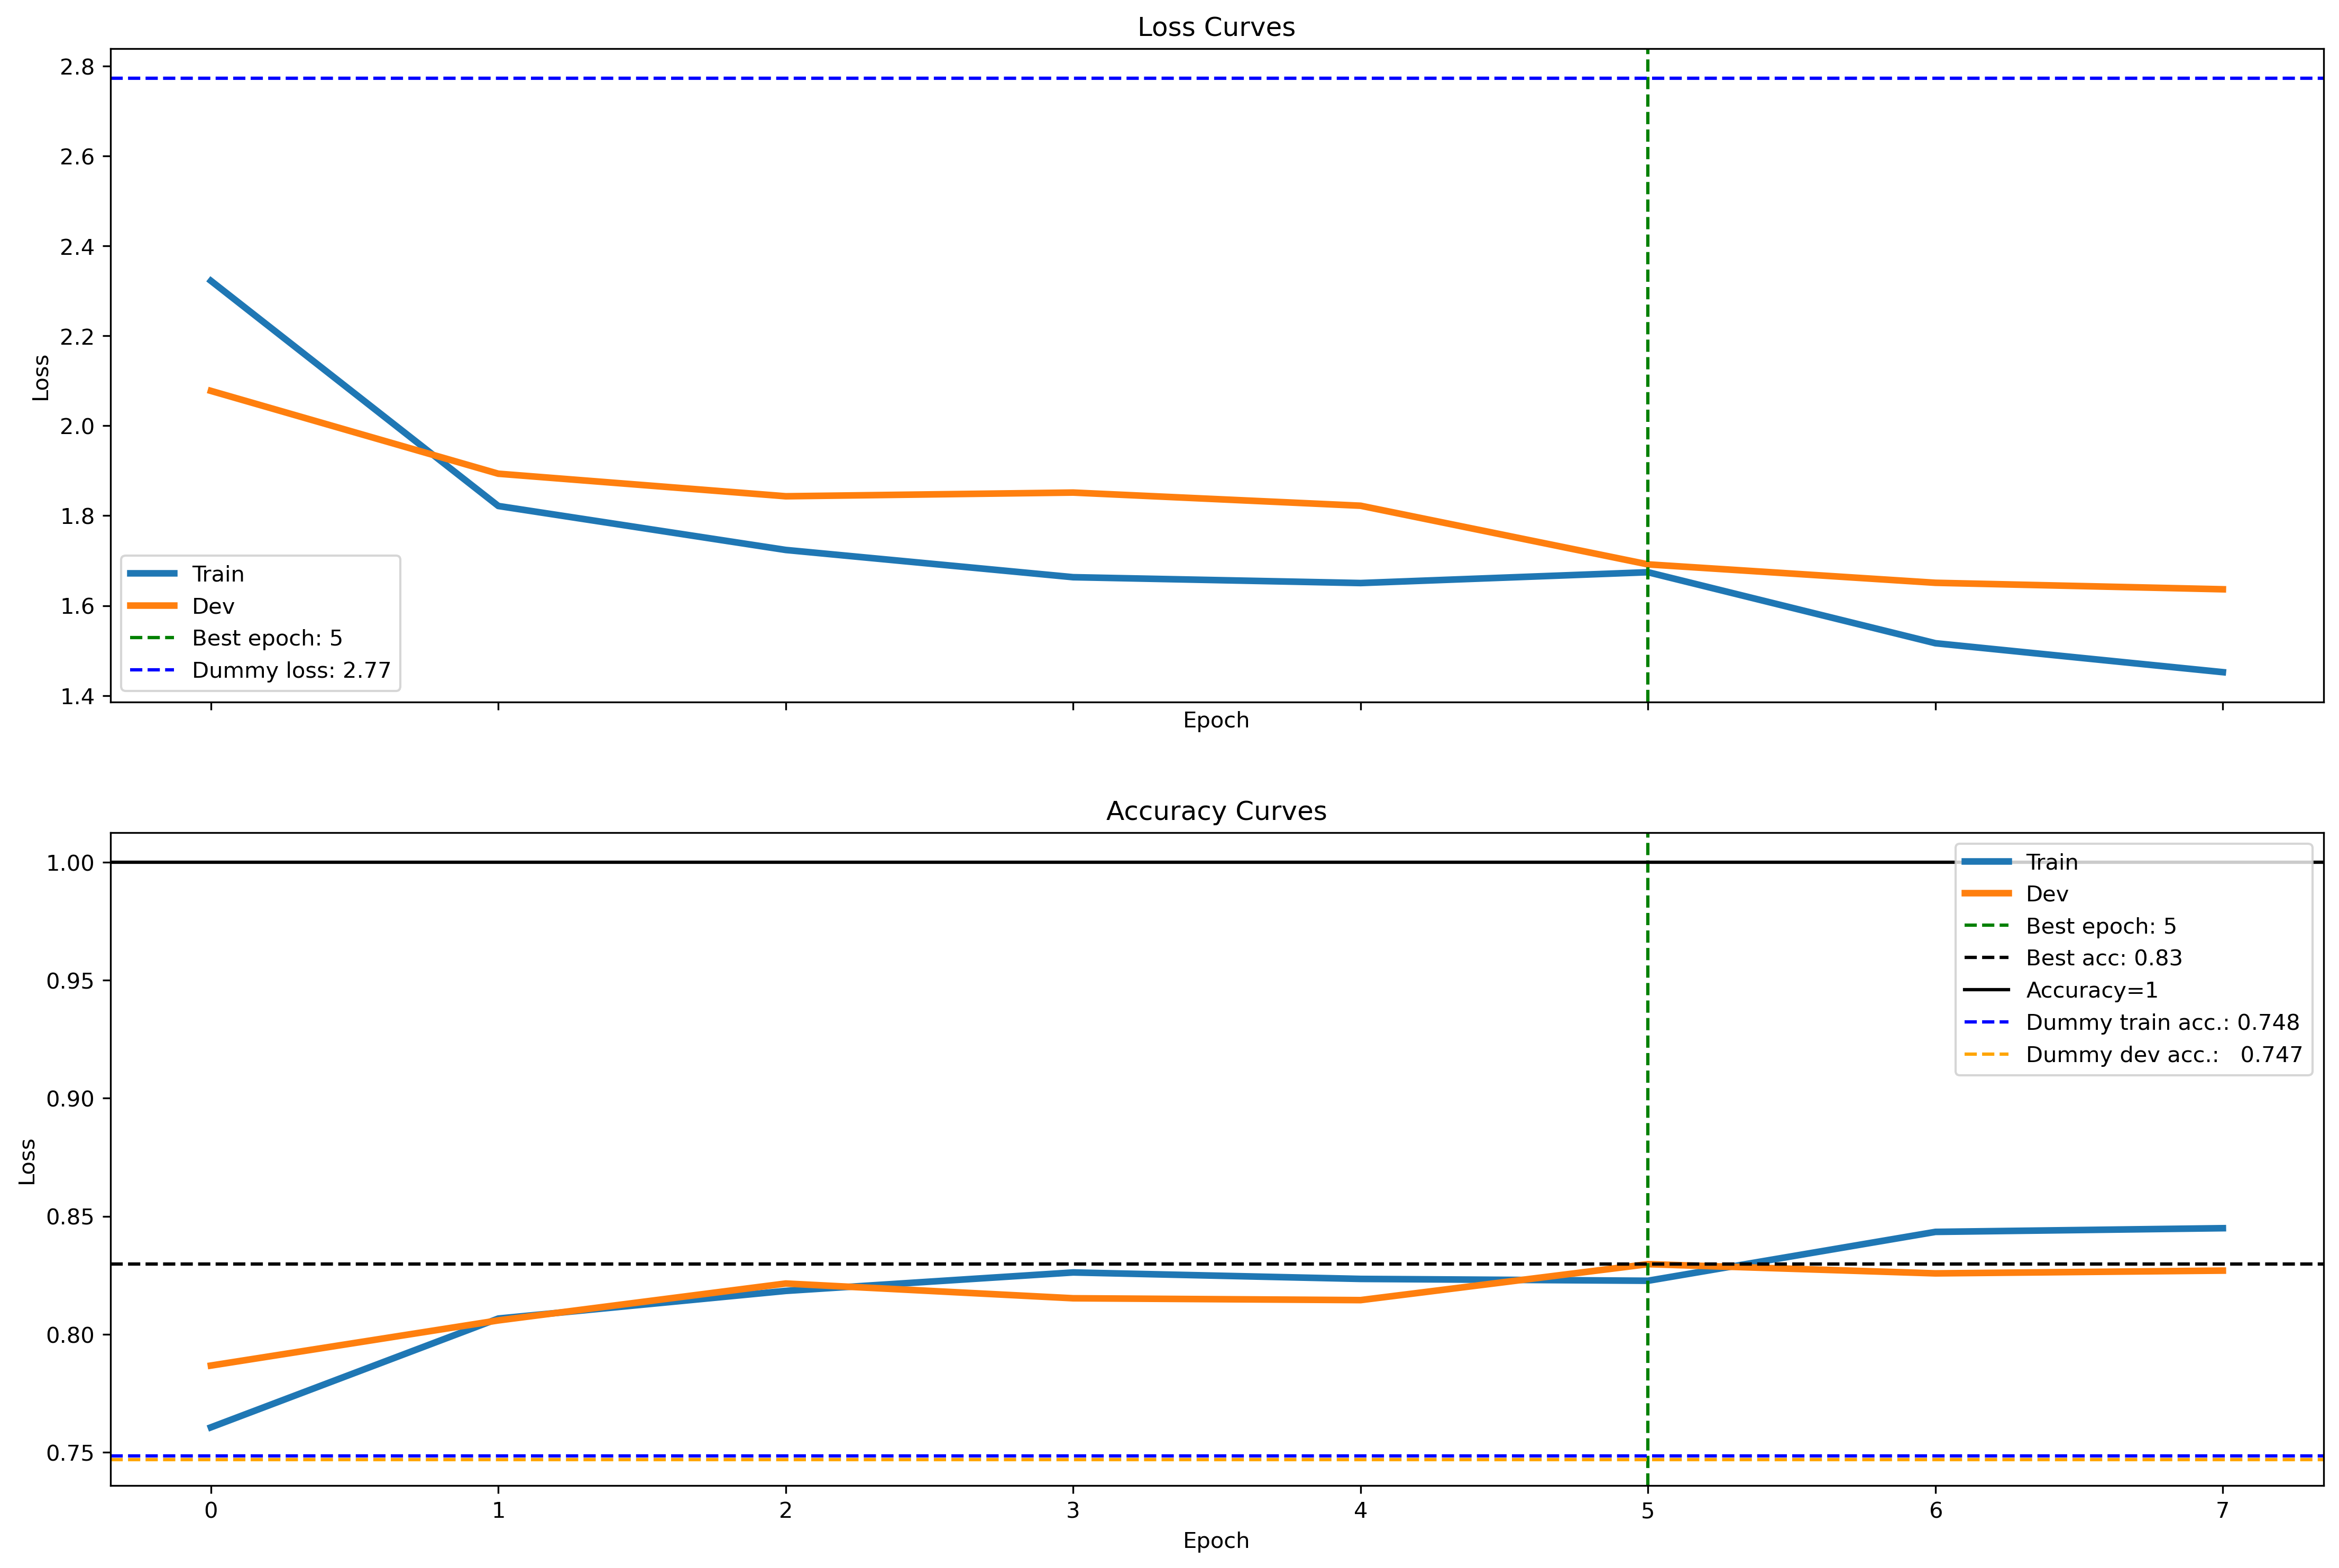 Loss Curves
2.8
2.6
2.4
2.2
2.0
1.8
1.6
1.4
Loss
Train
Dev
Best epoch: 5
Dummy loss: 2.77
Epoch
Accuracy Curves
1.00
0.95
0.90
0.85
0.80
0.75
Loss
Train
Dev
Best epoch: 5
Best acc: 0.83
Accuracy=1
Dummy train acc.: 0.748
Dummy dev acc.: 0.747
0 1 2 3 4 5 6 7
Epoch